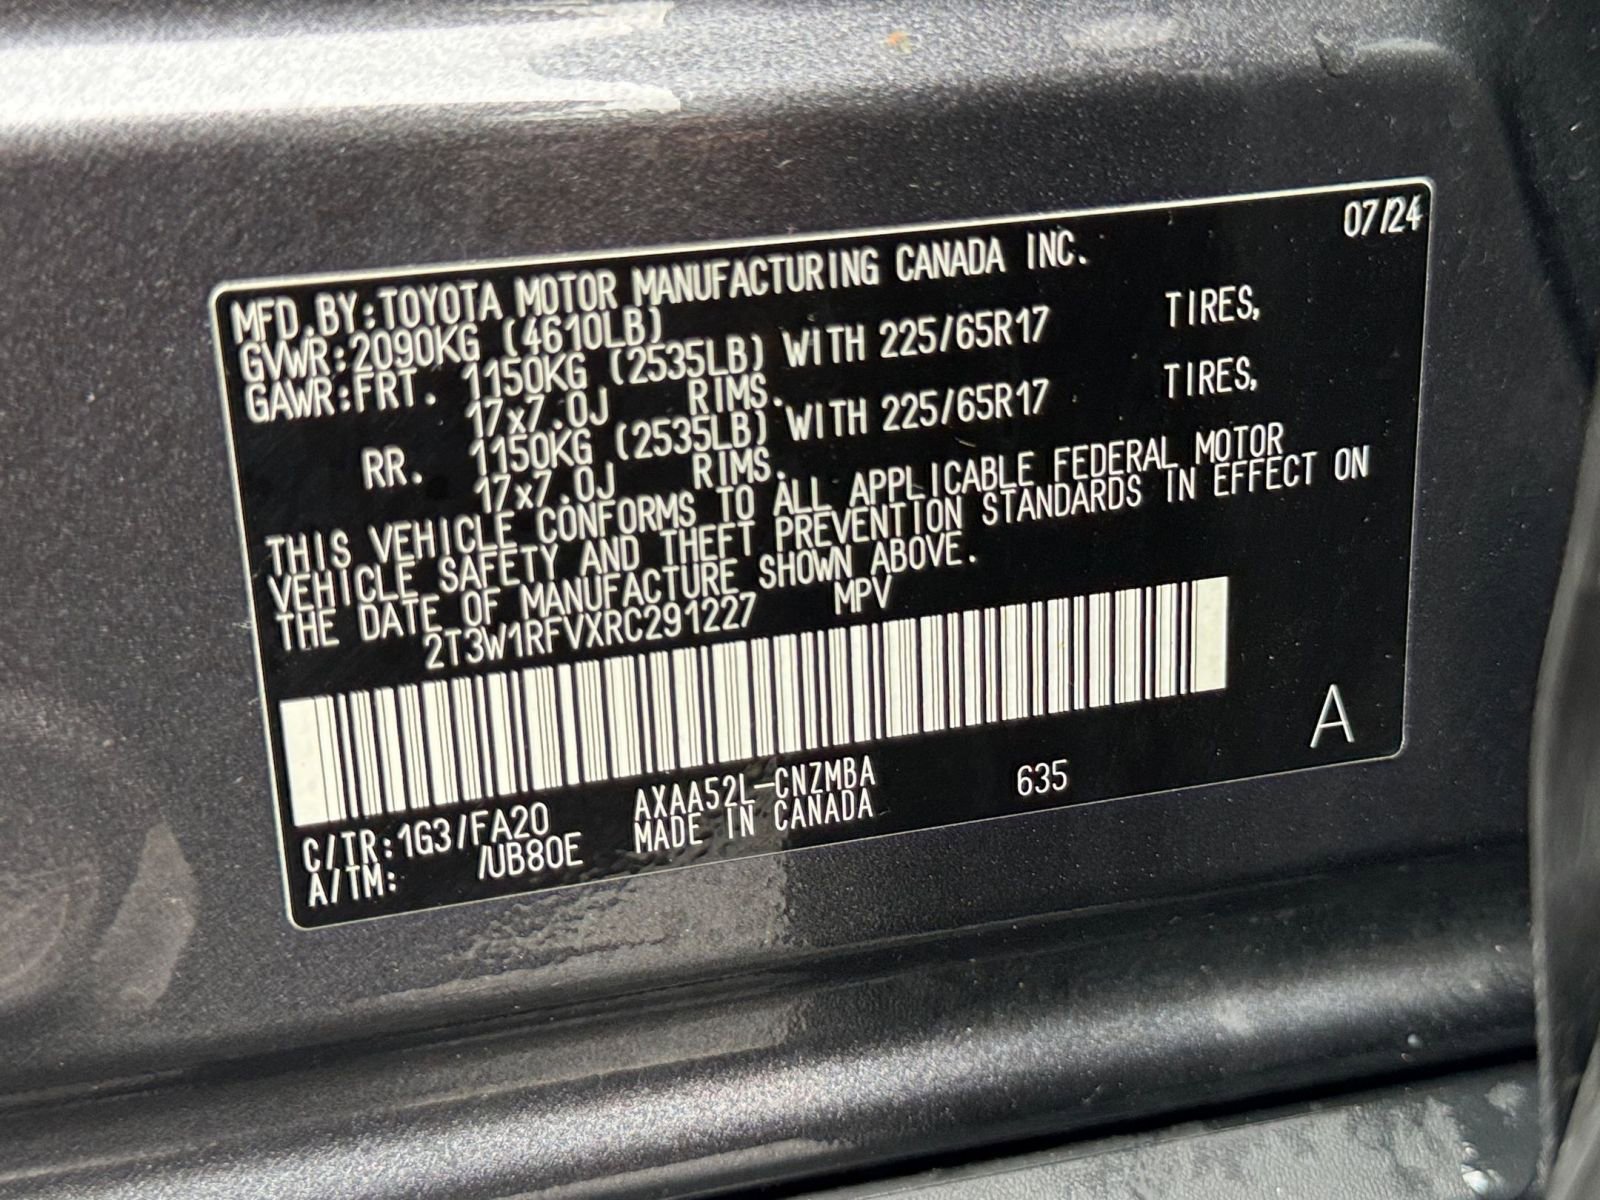 07/24
MFD.BY:TOYOTA MOTOR MANUFACTURING CANADA INC.
GVWR:2090KG (4610LB)
GAWR:FRT. 1150KG (2535LB) WITH 225/65R17 TIRES,
17x7.0J RIMS.
RR. 1150KG (2535LB) WITH 225/65R17 TIRES,
17x7.0J RIMS.
THIS VEHICLE CONFORMS TO ALL APPLICABLE FEDERAL MOTOR
VEHICLE SAFETY AND THEFT PREVENTION STANDARDS IN EFFECT ON
THE DATE OF MANUFACTURE SHOWN ABOVE.
2T3W1RFVXRC291227 MPV
A
C/TR:1G3/FA20 AXAA52L-CNZMBA 635
A/TM: /UB80E MADE IN CANADA